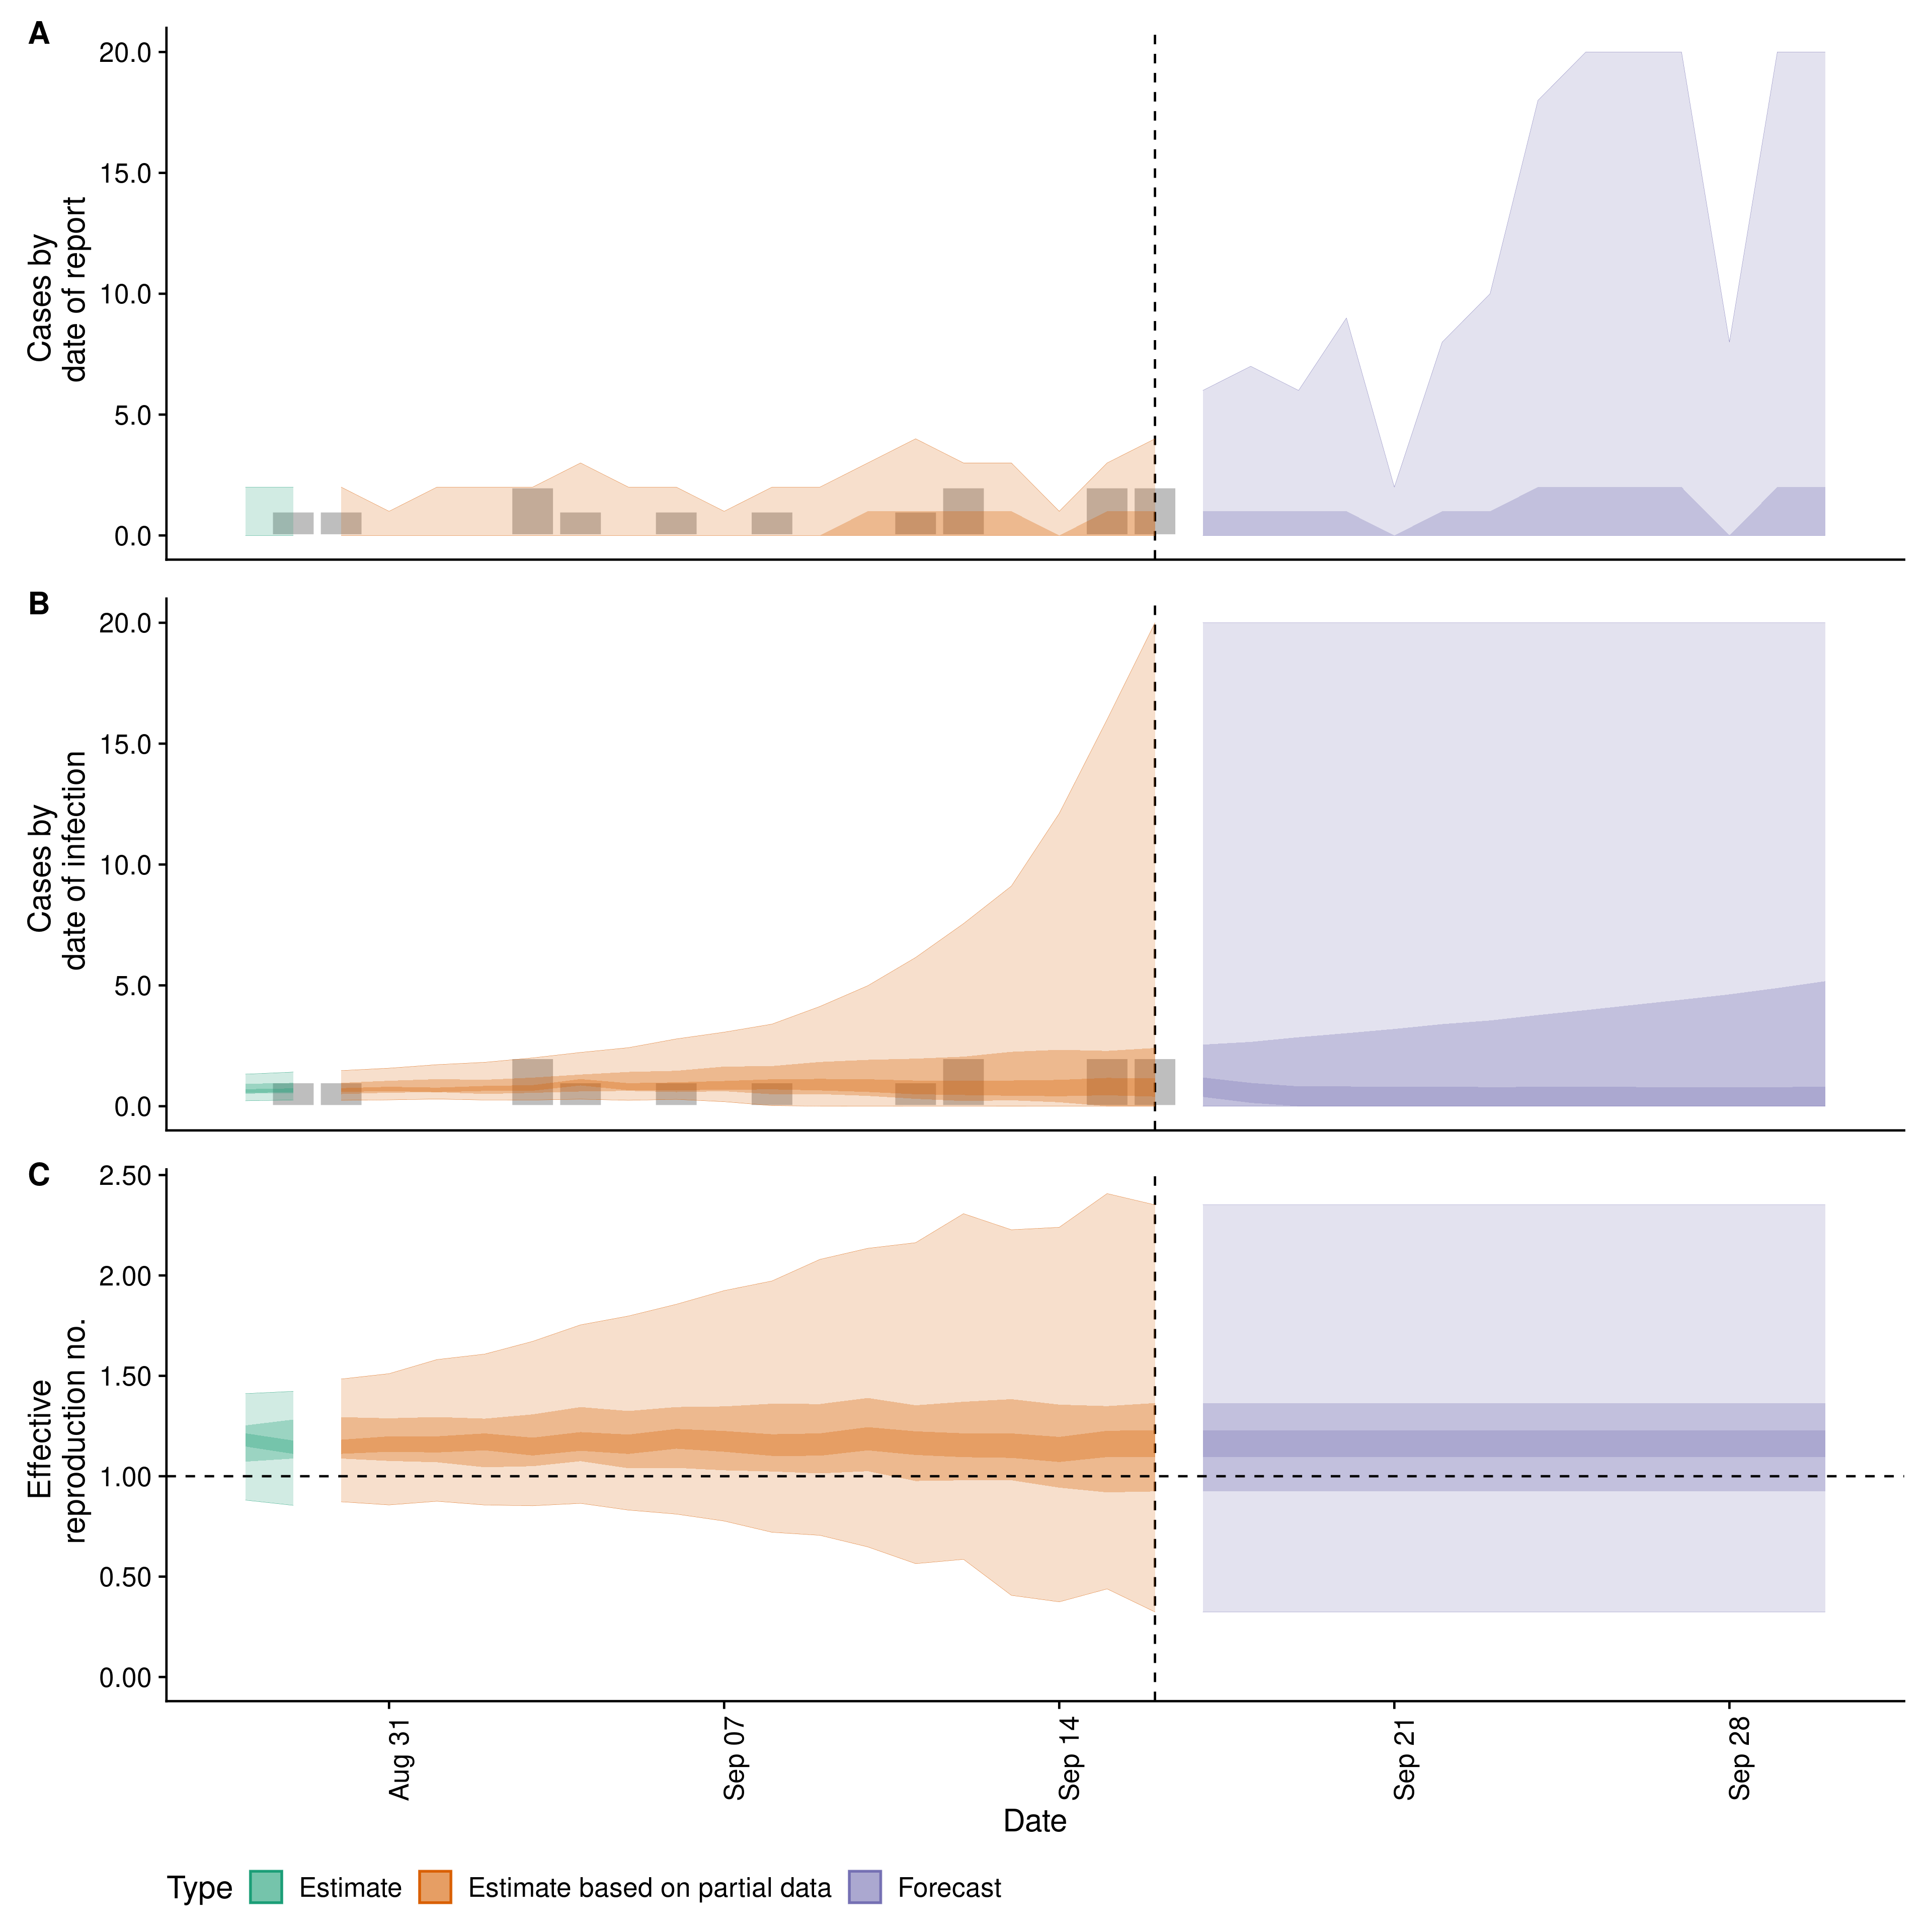 A
20.0
15.0
10.0
5.0
0.0
Cases by
date of report
B
20.0
15.0
10.0
5.0
0.0
Cases by
date of infection
C
2.50
2.00
1.50
1.00
0.50
0.00
Effective
reproduction no.
Aug 31
Sep 07
Sep 14
Sep 21
Sep 28
Date
Type Estimate Estimate based on partial data Forecast